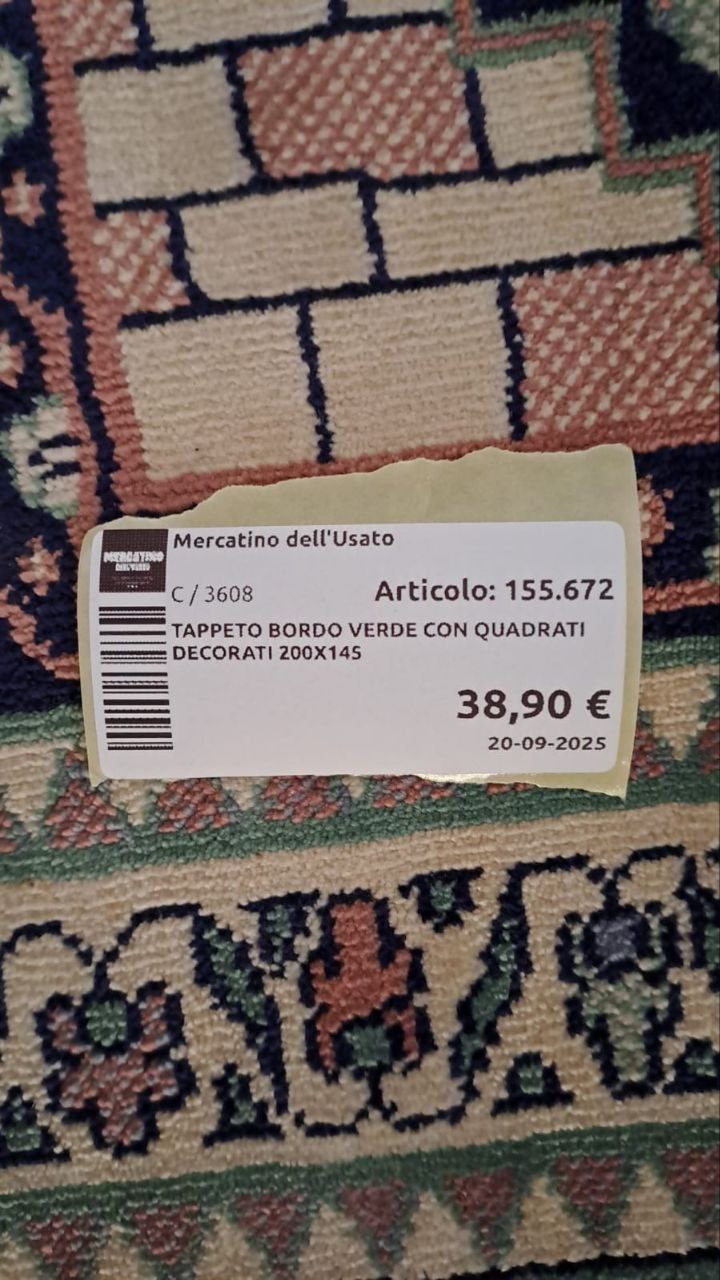 MERCATINO
Mercatino dell'Usato
C / 3608
Articolo: 155.672
TAPPETO BORDO VERDE CON QUADRATI
DECORATI 200X145
38,90 €
20-09-2025